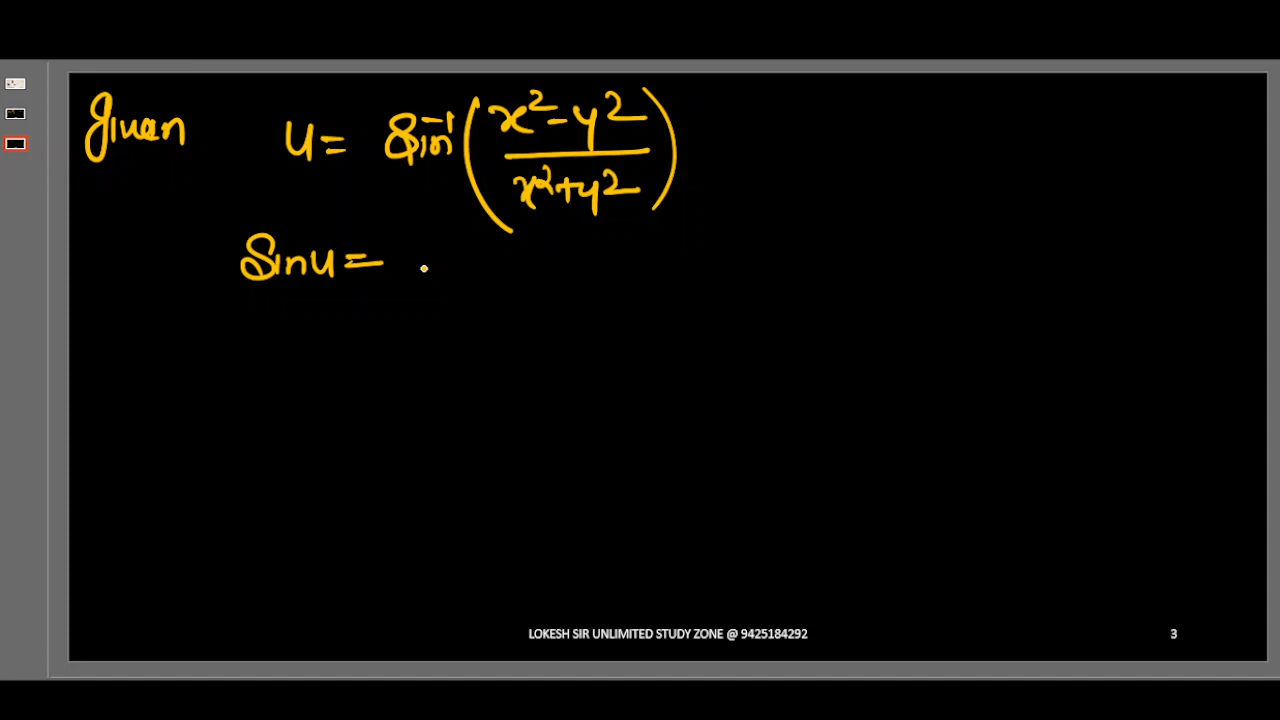 Given u = Sin⁻¹((x²-y²)/(x²+y²))
Sinu =
LOKESH SIR UNLIMITED STUDY ZONE @ 9425184292
3